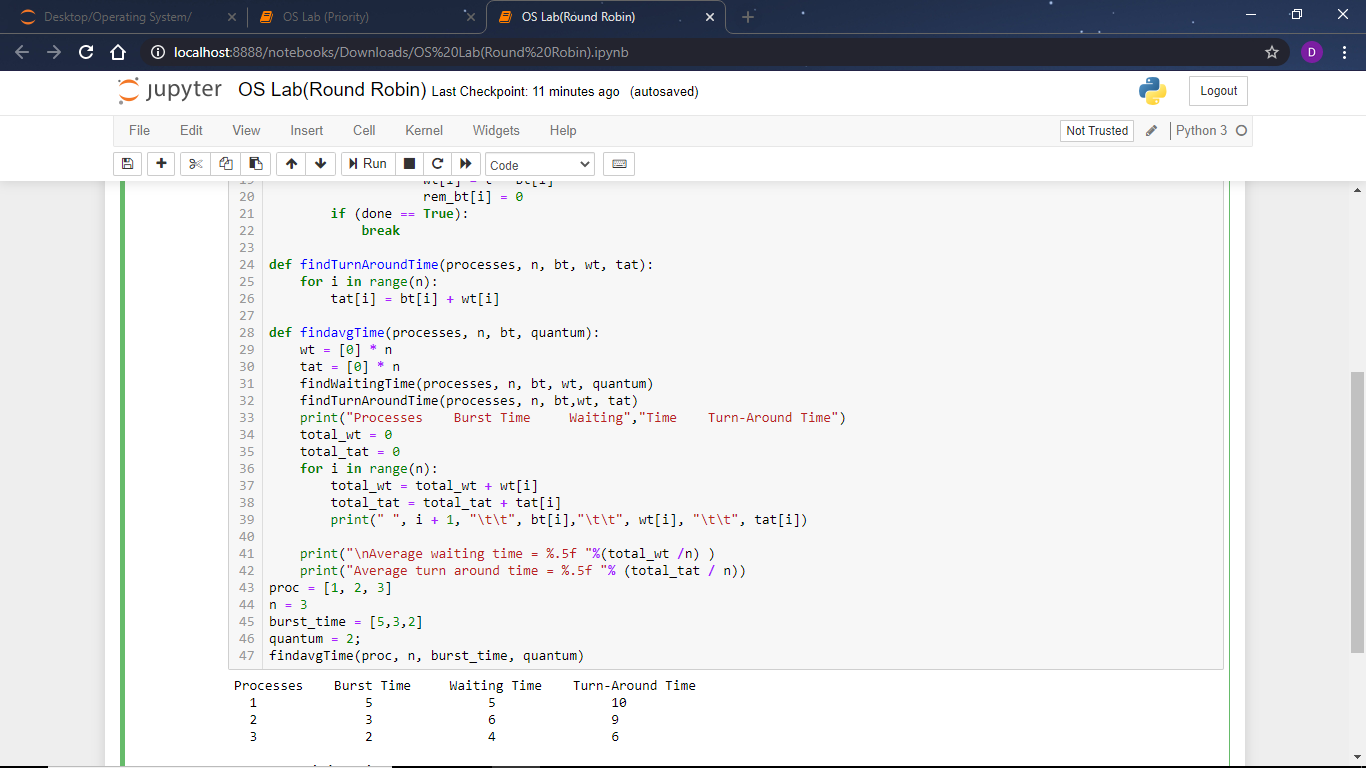 Desktop/Operating System/ OS Lab (Priority) OS Lab(Round Robin)
localhost:8888/notebooks/Downloads/OS%20Lab(Round%20Robin).ipynb D
jupyter OS Lab(Round Robin) Last Checkpoint: 11 minutes ago (autosaved) Logout
File Edit View Insert Cell Kernel Widgets Help Not Trusted Python 3
Run Code
20 rem_bt[i] = 0
21 if (done == True):
22 break
23
24 def findTurnAroundTime(processes, n, bt, wt, tat):
25 for i in range(n):
26 tat[i] = bt[i] + wt[i]
27
28 def findavgTime(processes, n, bt, quantum):
29 wt = [0] * n
30 tat = [0] * n
31 findWaitingTime(processes, n, bt, wt, quantum)
32 findTurnAroundTime(processes, n, bt,wt, tat)
33 print("Processes    Burst Time     Waiting","Time    Turn-Around Time")
34 total_wt = 0
35 total_tat = 0
36 for i in range(n):
37 total_wt = total_wt + wt[i]
38 total_tat = total_tat + tat[i]
39 print(" ", i + 1, "\t\t", bt[i],"\t\t", wt[i], "\t\t", tat[i])
40
41 print("\nAverage waiting time = %.5f "%(total_wt /n) )
42 print("Average turn around time = %.5f "% (total_tat / n))
43 proc = [1, 2, 3]
44 n = 3
45 burst_time = [5,3,2]
46 quantum = 2;
47 findavgTime(proc, n, burst_time, quantum)
Processes Burst Time Waiting Time Turn-Around Time
1 5 5 10
2 3 6 9
3 2 4 6